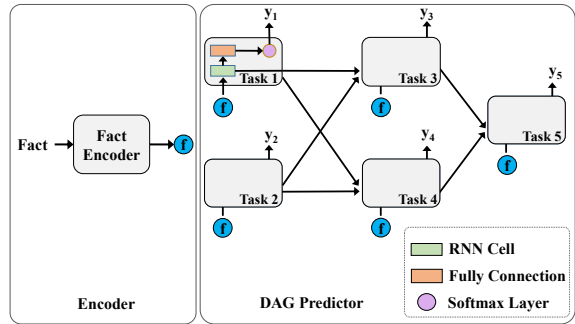 Fact
Fact
Encoder
f
Encoder
y1
Task 1
f
y2
Task 2
f
y3
Task 3
f
y4
Task 4
f
y5
Task 5
f
RNN Cell
Fully Connection
Softmax Layer
DAG Predictor